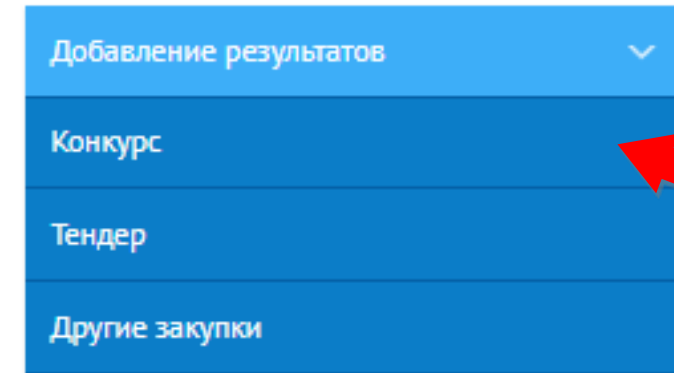 Добавление результатов
Конкурс
Тендер
Другие закупки